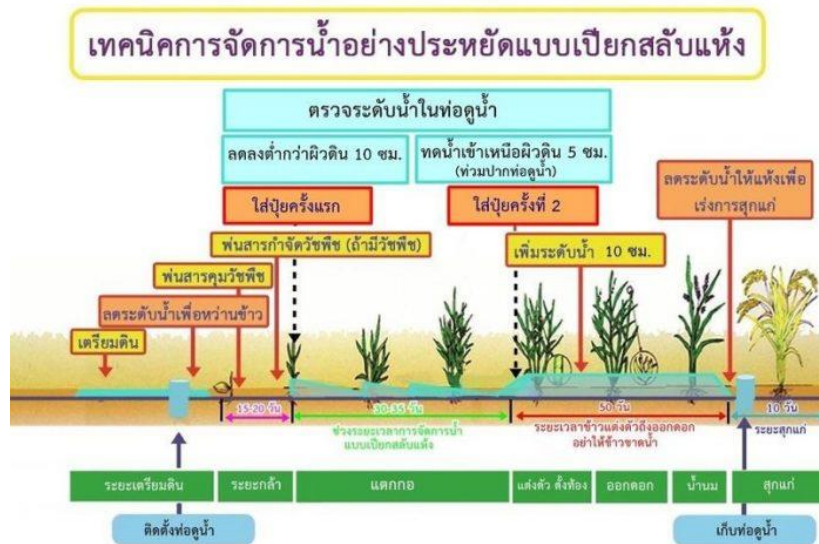 เทคนิคการจัดการน้ำอย่างประหยัดแบบเปียกสลับแห้ง
ตรวจระดับน้ำในท่อดูน้ำ
ลดลงต่ำกว่าผิวดิน 10 ซม.
ทดน้ำเข้าเหนือผิวดิน 5 ซม.
(ท่วมปากท่อดูน้ำ)
ลดระดับน้ำให้แห้งเพื่อ
เร่งการสุกแก่
ใส่ปุ๋ยครั้งแรก
ใส่ปุ๋ยครั้งที่ 2
พ่นสารกำจัดวัชพืช (ถ้ามีวัชพืช)
เพิ่มระดับน้ำ 10 ซม.
พ่นสารคุมวัชพืช
ลดระดับน้ำเพื่อหว่านข้าว
เตรียมดิน
15-20 วัน
30-35 วัน
50 วัน
10 วัน
ช่วงระยะเวลาการจัดการน้ำ
แบบเปียกสลับแห้ง
ระยะเวลาข้าวแต่งตัวถึงออกดอก
อย่าให้ข้าวขาดน้ำ
ระยะสุกแก่
ระยะเตรียมดิน
ระยะกล้า
แตกกอ
แต่งตัว ตั้งท้อง
ออกดอก
น้ำนม
สุกแก่
ติดตั้งท่อดูน้ำ
เก็บท่อดูน้ำ